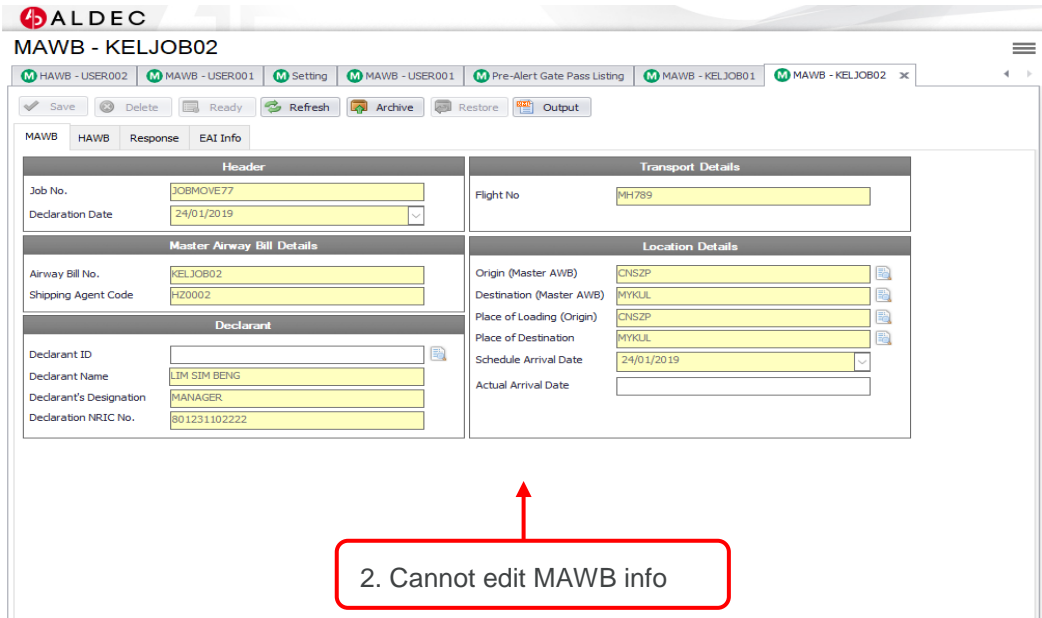 ALDEC
MAWB - KELJOB02
M HAWB - USER002 M MAWB - USER001 M Setting M MAWB - USER001 M Pre-Alert Gate Pass Listing M MAWB - KELJOB01 M MAWB - KELJOB02
Save Delete Ready Refresh Archive Restore Output
MAWB HAWB Response EAI Info
Header
Job No. JOBMOVE77
Declaration Date 24/01/2019
Master Airway Bill Details
Airway Bill No. KELJOB02
Shipping Agent Code HZ0002
Declarant
Declarant ID
Declarant Name LIM SIM BENG
Declarant's Designation MANAGER
Declaration NRIC No. 801231102222
Transport Details
Flight No MH789
Location Details
Origin (Master AWB) CNSZP
Destination (Master AWB) MYKUL
Place of Loading (Origin) CNSZP
Place of Destination MYKUL
Schedule Arrival Date 24/01/2019
Actual Arrival Date
2. Cannot edit MAWB info